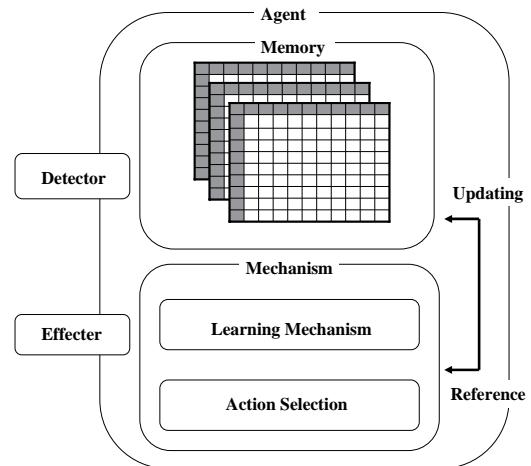 Agent
Memory
Detector
Updating
Mechanism
Effecter
Learning Mechanism
Action Selection
Reference